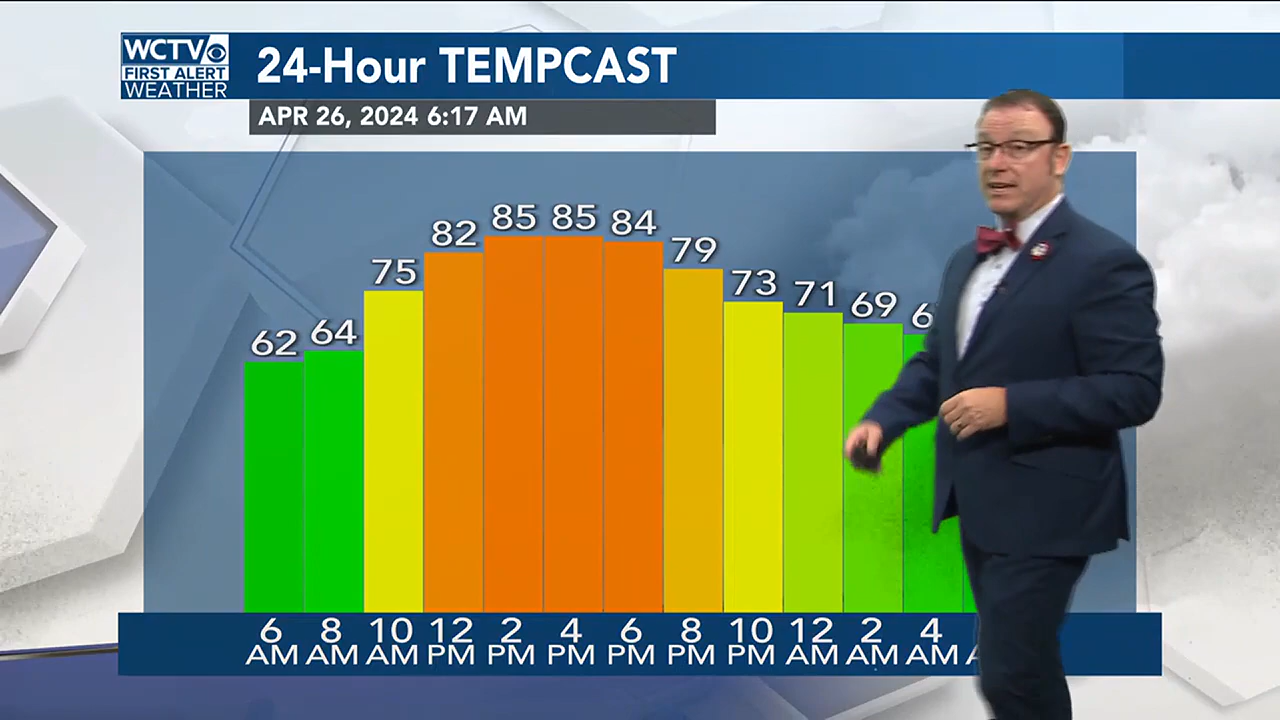 WCTV
FIRST ALERT
WEATHER
24-Hour TEMPCAST
APR 26, 2024 6:17 AM
62 64 75 82 85 85 84 79 73 71 69
6 8 10 12 2 4 6 8 10 12 2 4
AM AM AM PM PM PM PM PM PM AM AM AM